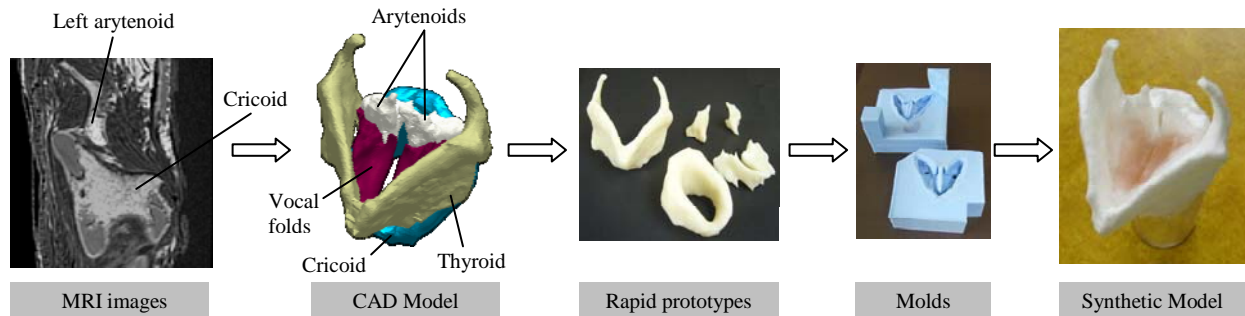 Left arytenoid
Arytenoids
Cricoid
Vocal
folds
Cricoid
Thyroid
MRI images
CAD Model
Rapid prototypes
Molds
Synthetic Model